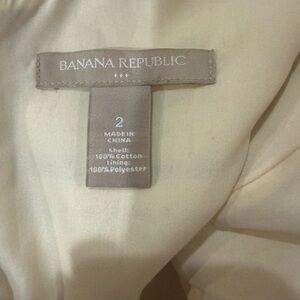 BANANA REPUBLIC
2
MADE IN
CHINA
Shell:
100% Cotton
Lining:
100% Polyester